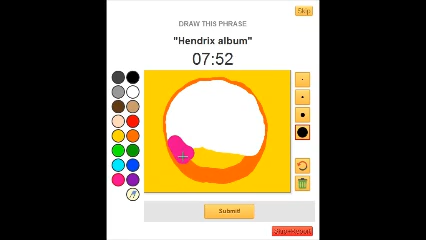 Skip
DRAW THIS PHRASE
"Hendrix album"
07:52
Submit!